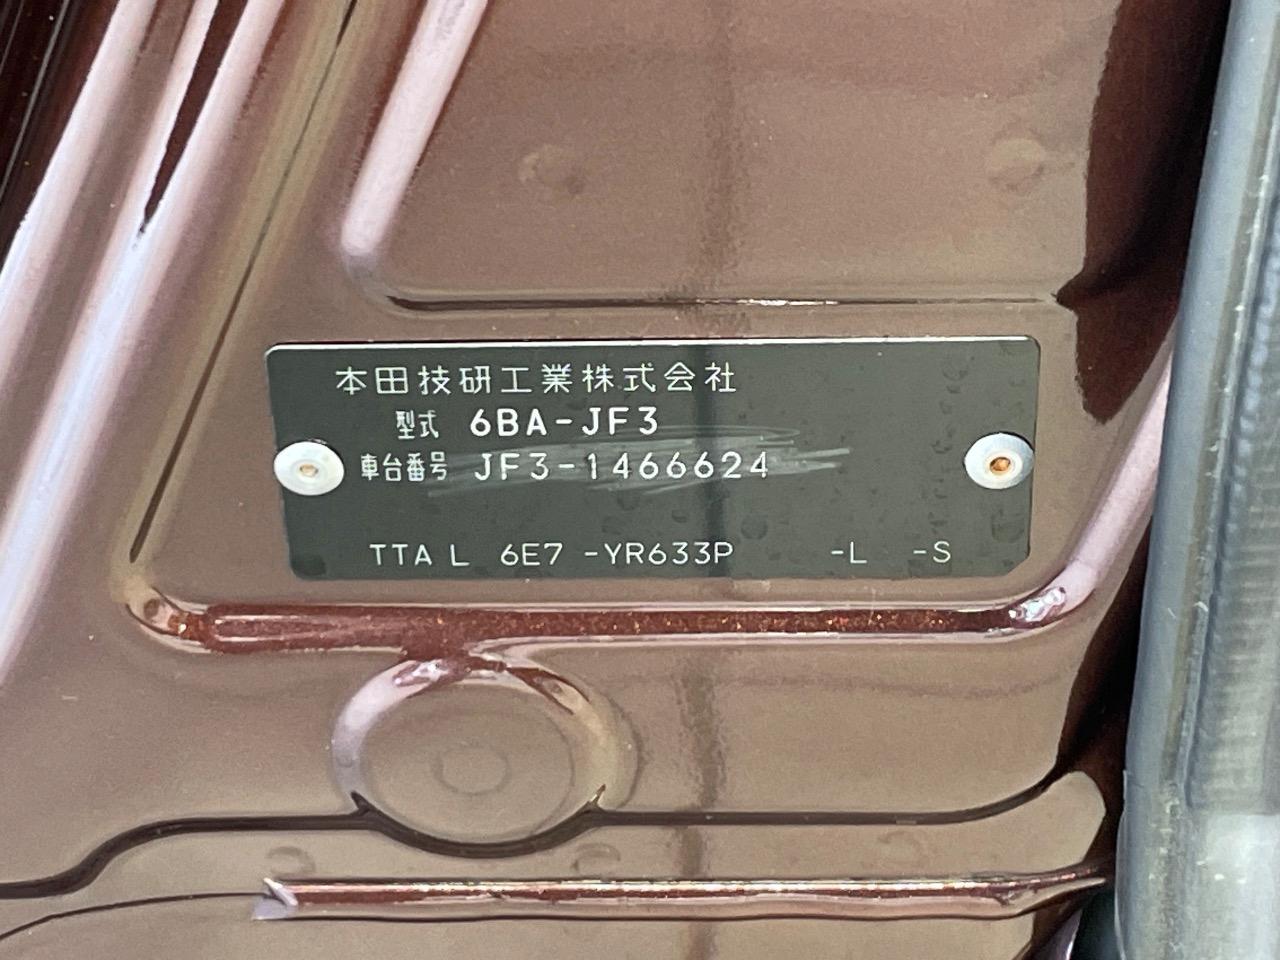 本田技研工業株式会社
型式 6BA-JF3
車台番号 JF3-1466624
TTA L 6E7 -YR633P -L -S